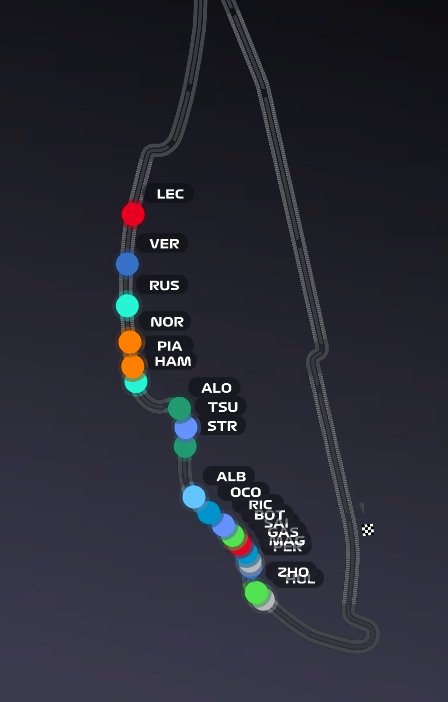 LEC
VER
RUS
NOR
PIA
HAM
ALO
TSU
STR
ALB
OCO
RIC
BOT
SAI
GAS
MAG
PER
ZHO
HUL